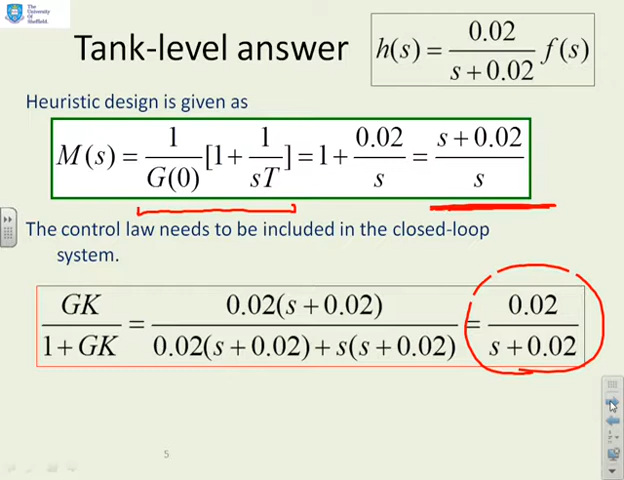 The
University
Of
Sheffield.
Tank-level answer
h(s) = 0.02 / (s + 0.02) f(s)
Heuristic design is given as
M(s) = 1 / G(0) [1 + 1 / sT] = 1 + 0.02 / s = (s + 0.02) / s
The control law needs to be included in the closed-loop
system.
GK / (1 + GK) = 0.02(s + 0.02) / (0.02(s + 0.02) + s(s + 0.02)) = 0.02 / (s + 0.02)
5